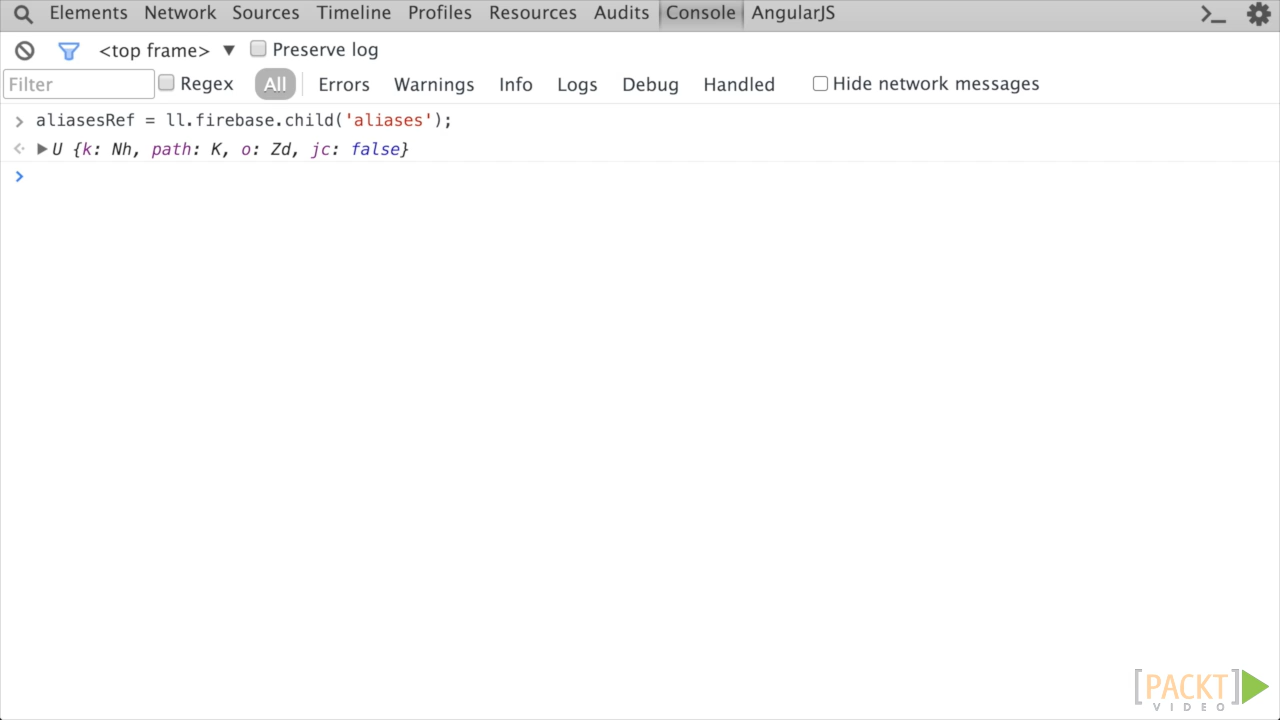 Elements Network Sources Timeline Profiles Resources Audits Console AngularJS
<top frame> ▼ Preserve log
Filter Regex All Errors Warnings Info Logs Debug Handled Hide network messages
> aliasesRef = ll.firebase.child('aliases');
▶ U {k: Nh, path: K, o: Zd, jc: false}
>
[PACKT]
VIDEO